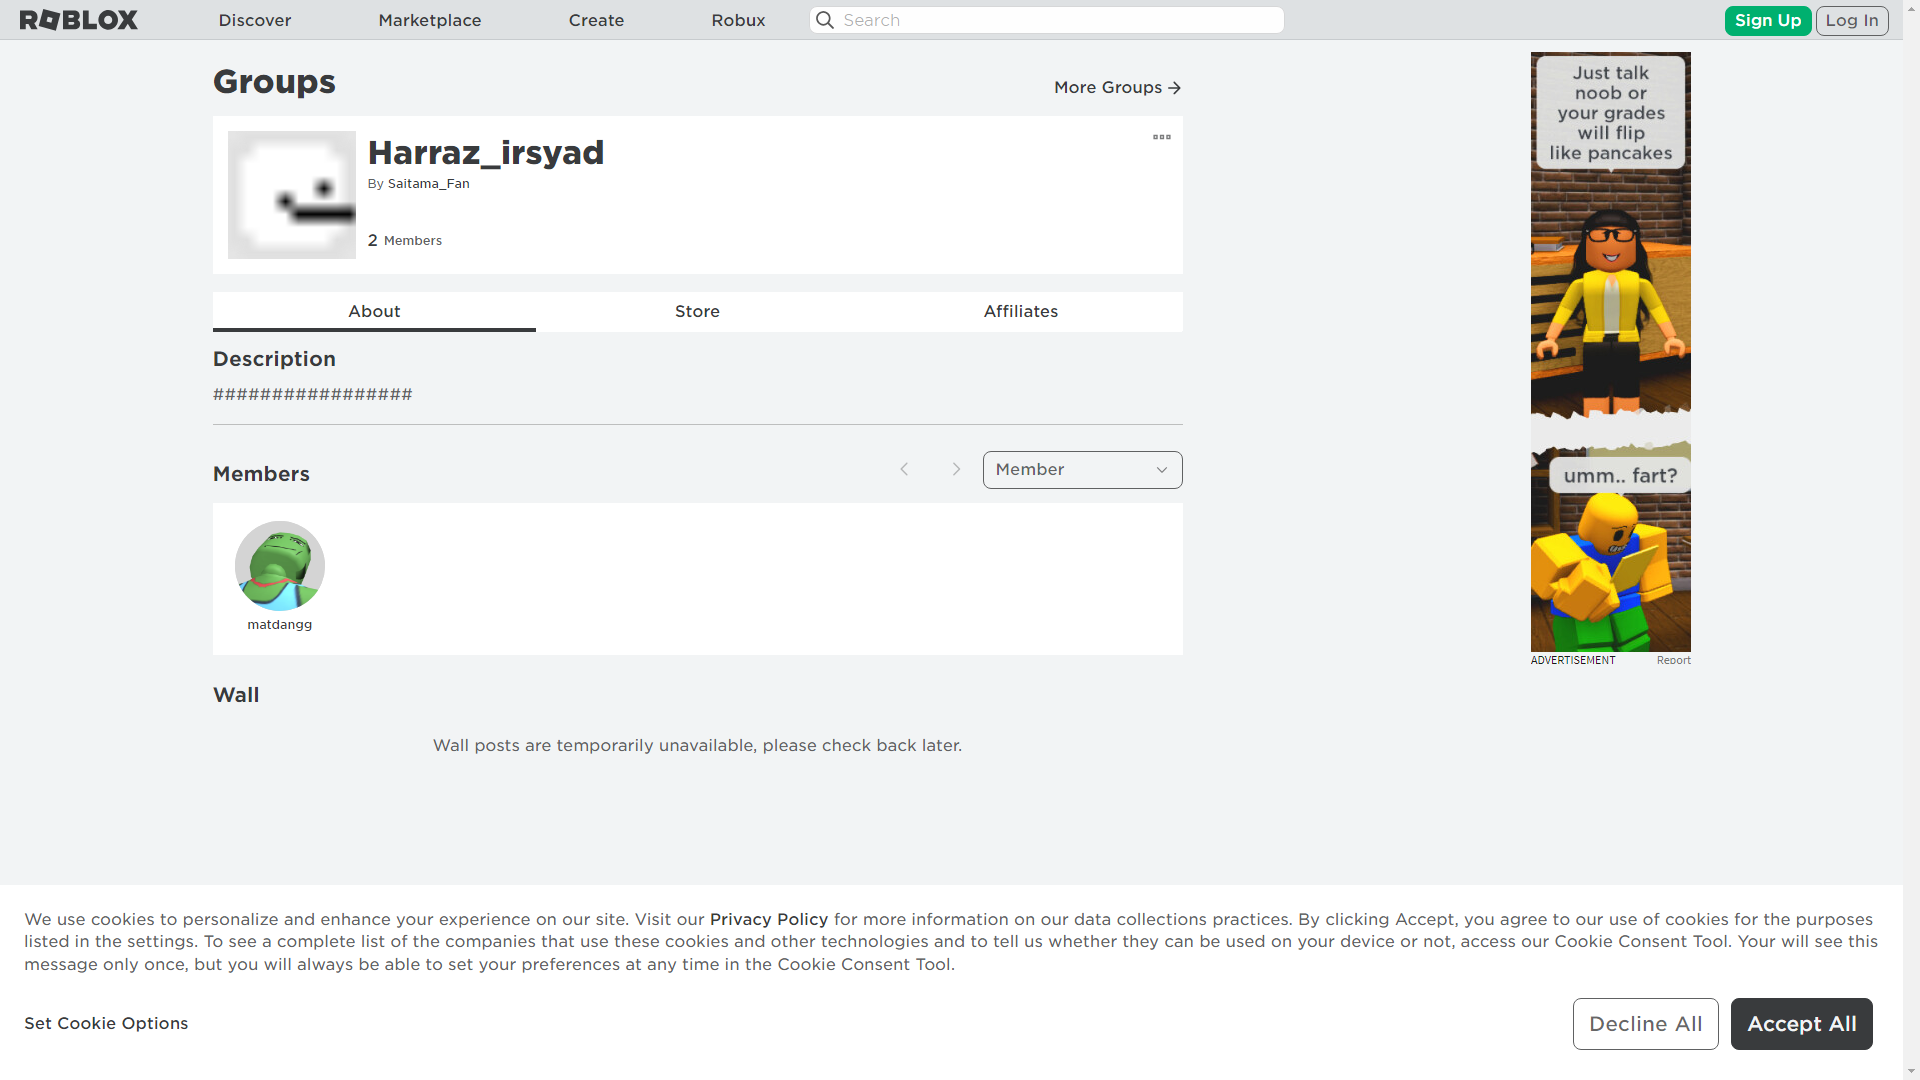 ROBLOX
Discover
Marketplace
Create
Robux
Search
Sign Up
Log In
Groups
More Groups
Harraz_irsyad
By Saitama_Fan
2 Members
About
Store
Affiliates
Description
#################
Members
Member
matdangg
Wall
Wall posts are temporarily unavailable, please check back later.
Just talk
noob or
your grades
will flip
like pancakes
umm.. fart?
ADVERTISEMENT
Report
We use cookies to personalize and enhance your experience on our site. Visit our Privacy Policy for more information on our data collections practices. By clicking Accept, you agree to our use of cookies for the purposes
listed in the settings. To see a complete list of the companies that use these cookies and other technologies and to tell us whether they can be used on your device or not, access our Cookie Consent Tool. Your will see this
message only once, but you will always be able to set your preferences at any time in the Cookie Consent Tool.
Set Cookie Options
Decline All
Accept All